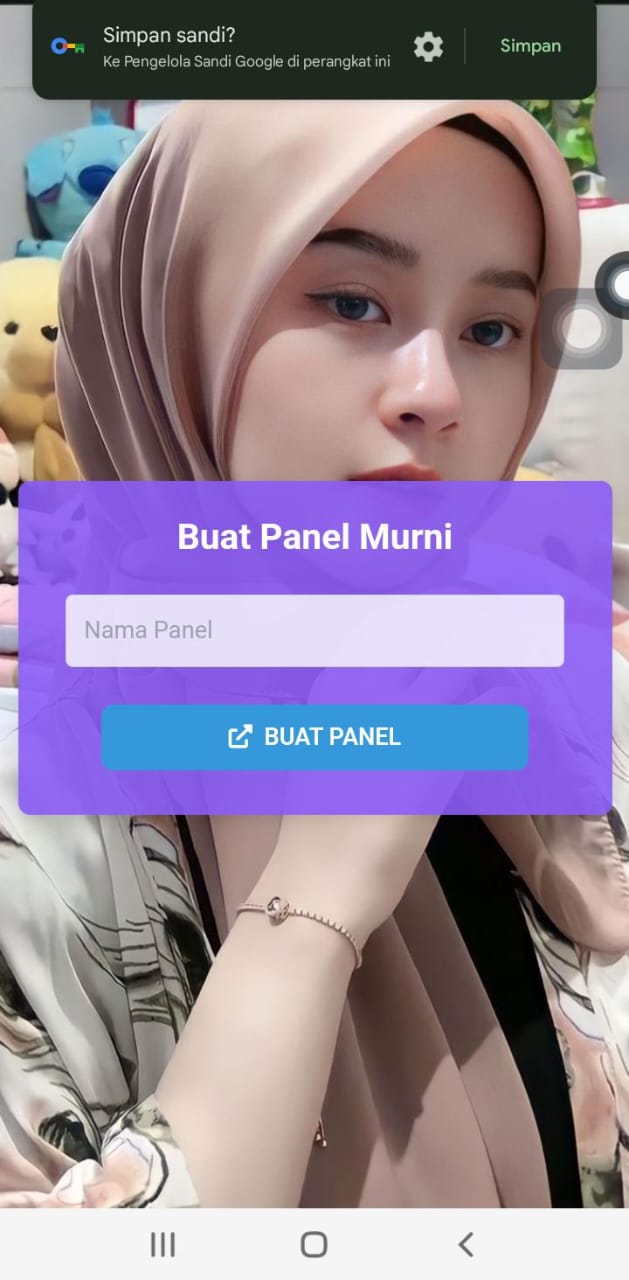 Simpan sandi?
Ke Pengelola Sandi Google di perangkat ini
Simpan
Buat Panel Murni
Nama Panel
BUAT PANEL